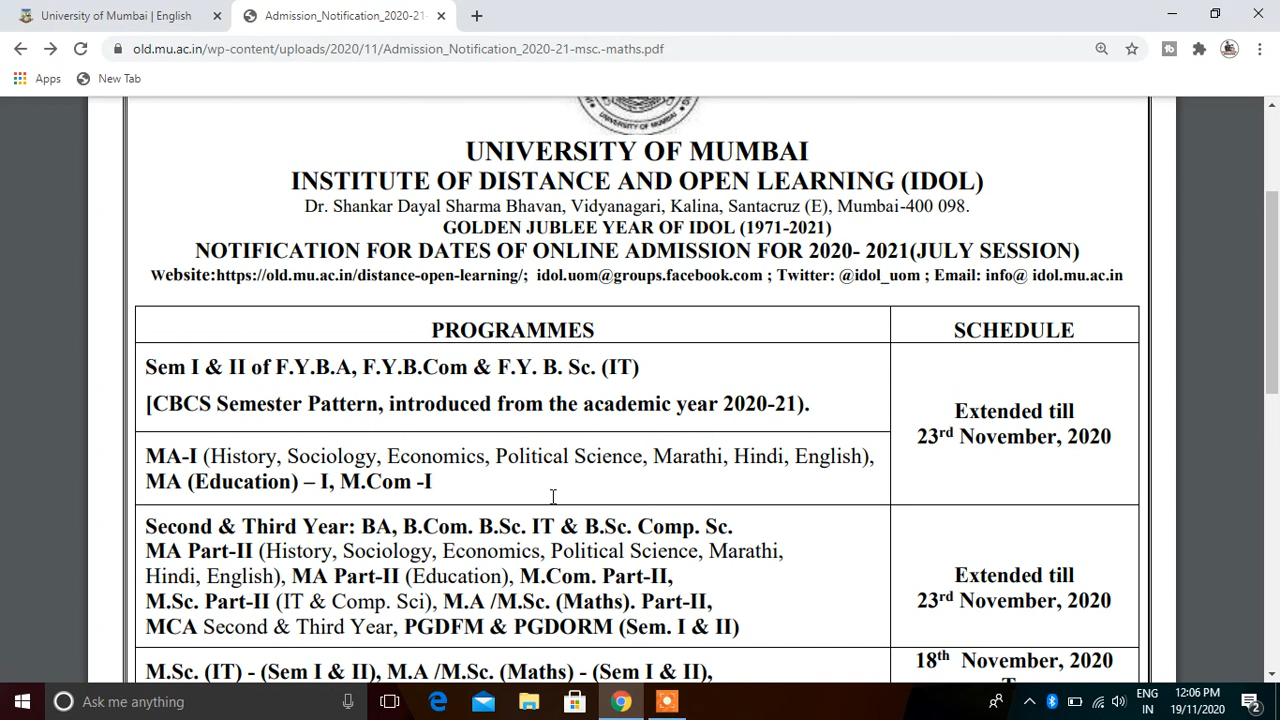 University of Mumbai | English
Admission_Notification_2020-21-
old.mu.ac.in/wp-content/uploads/2020/11/Admission_Notification_2020-21-msc.-maths.pdf
Apps
New Tab
UNIVERSITY OF MUMBAI
UNIVERSITY OF MUMBAI
INSTITUTE OF DISTANCE AND OPEN LEARNING (IDOL)
Dr. Shankar Dayal Sharma Bhavan, Vidyanagari, Kalina, Santacruz (E), Mumbai-400 098.
GOLDEN JUBLEE YEAR OF IDOL (1971-2021)
NOTIFICATION FOR DATES OF ONLINE ADMISSION FOR 2020- 2021(JULY SESSION)
Website:https://old.mu.ac.in/distance-open-learning/; idol.uom@groups.facebook.com ; Twitter: @idol_uom ; Email: info@ idol.mu.ac.in
PROGRAMMES
SCHEDULE
Sem I & II of F.Y.B.A, F.Y.B.Com & F.Y. B. Sc. (IT)
[CBCS Semester Pattern, introduced from the academic year 2020-21).
Extended till
23rd November, 2020
MA-I (History, Sociology, Economics, Political Science, Marathi, Hindi, English),
MA (Education) – I, M.Com -I
Second & Third Year: BA, B.Com. B.Sc. IT & B.Sc. Comp. Sc.
MA Part-II (History, Sociology, Economics, Political Science, Marathi,
Hindi, English), MA Part-II (Education), M.Com. Part-II,
M.Sc. Part-II (IT & Comp. Sci), M.A /M.Sc. (Maths). Part-II,
MCA Second & Third Year, PGDFM & PGDORM (Sem. I & II)
Extended till
23rd November, 2020
M.Sc. (IT) - (Sem I & II), M.A /M.Sc. (Maths) - (Sem I & II),
18th November, 2020
Ask me anything
ENG
IN
12:06 PM
19/11/2020
2